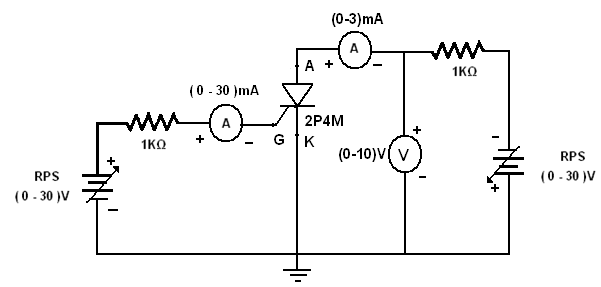 (0-3)mA
A
A
+
−
( 0 - 30 )mA
1KΩ
A
2P4M
1KΩ
+
−
G
K
+
(0-10)V
V
−
RPS
( 0 - 30 )V
+
−
−
RPS
( 0 - 30 )V
+